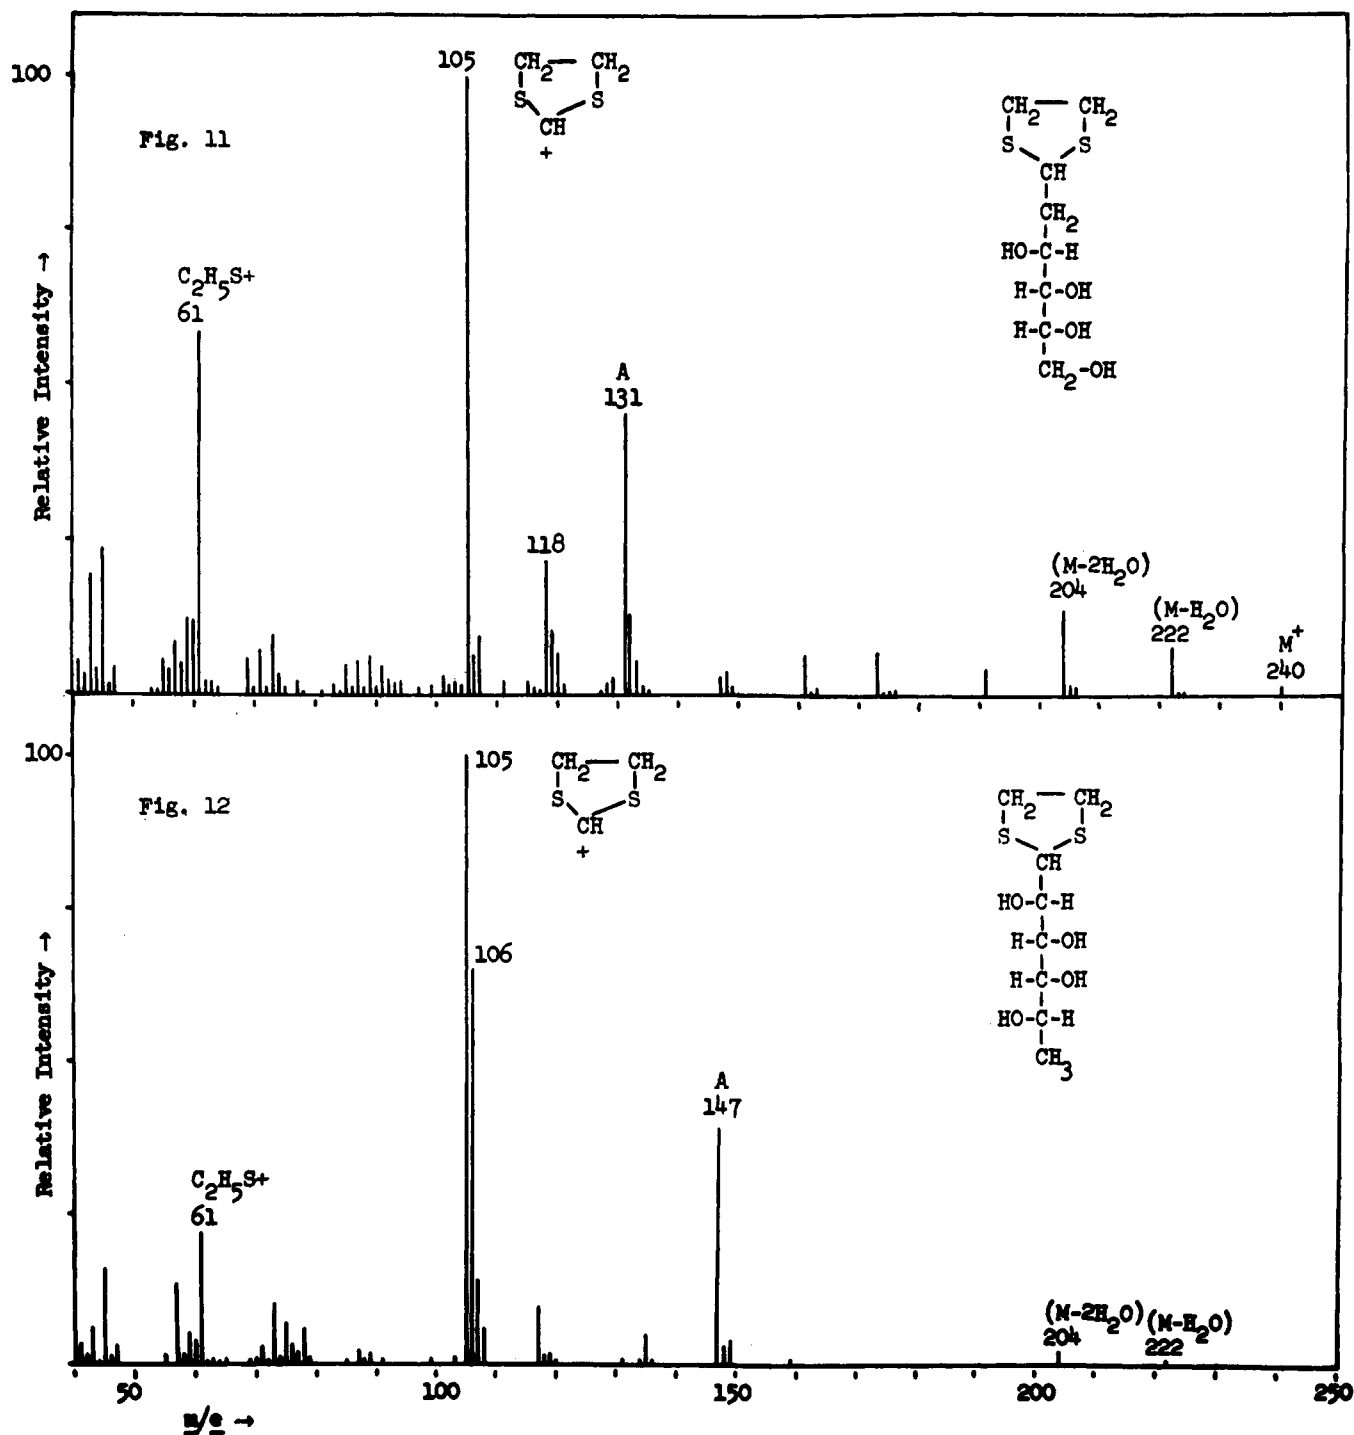 100
Fig. 11
Relative Intensity →
C2H5S+
61
105
CH2 CH2
S S
CH
+
118
A
131
CH2 CH2
S S
CH
CH2
HO-C-H
H-C-OH
H-C-OH
CH2-OH
(M-2H2O)
204
(M-H2O)
222
M+
240
100
Fig. 12
Relative Intensity →
C2H5S+
61
105
106
CH2 CH2
S S
CH
+
A
147
CH2 CH2
S S
CH
HO-C-H
H-C-OH
H-C-OH
HO-C-H
CH3
(M-2H2O)
204
(M-H2O)
222
50 100 150 200 250
m/e →